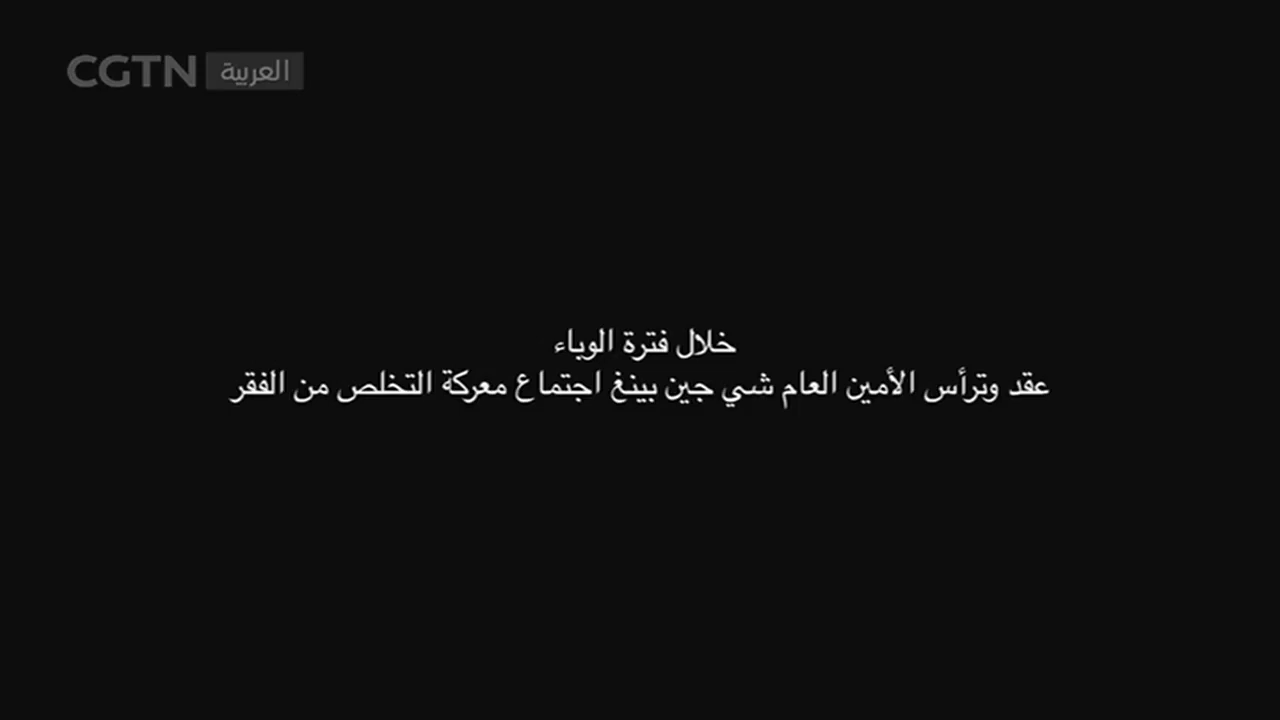 CGTN العربية
خلال فترة الوباء
عقد وترأس الأمين العام شي جين بينغ اجتماع معركة التخلص من الفقر